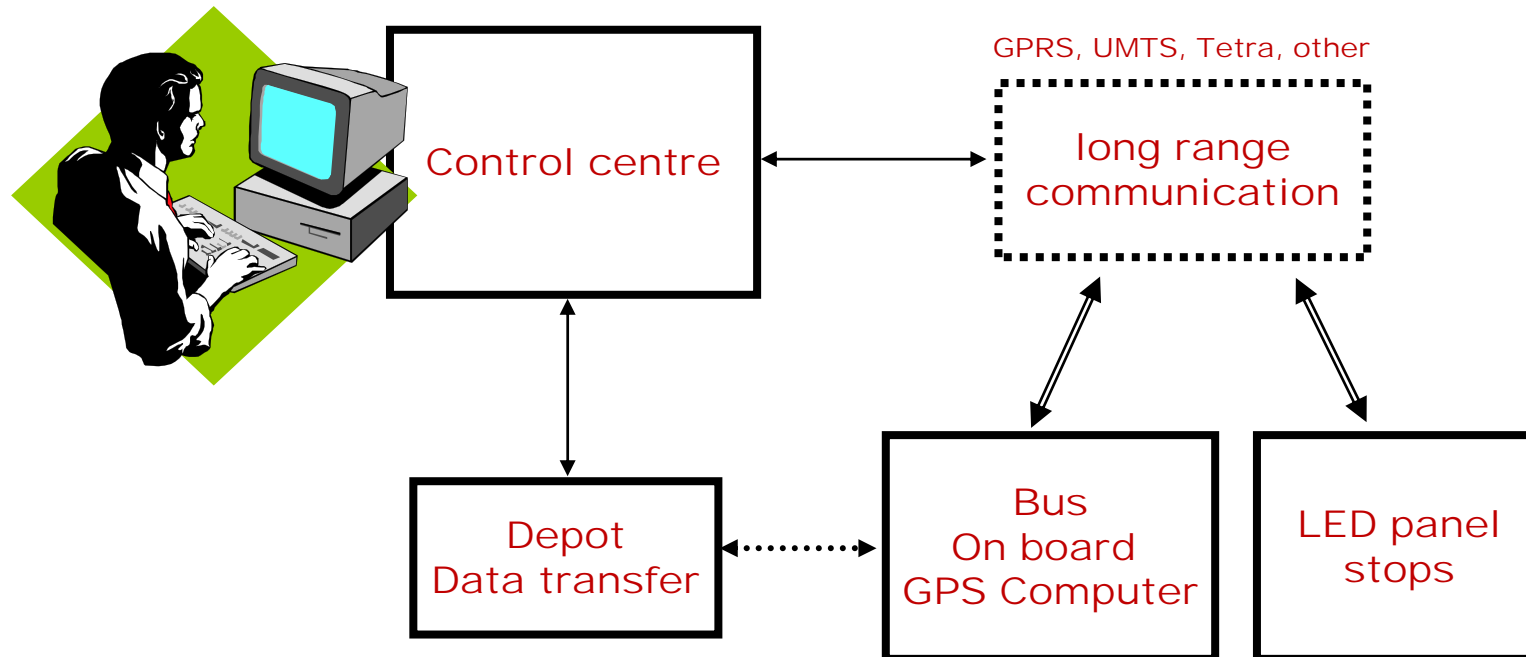 GPRS, UMTS, Tetra, other
Control centre
long range
communication
Depot
Data transfer
Bus
On board
GPS Computer
LED panel
stops